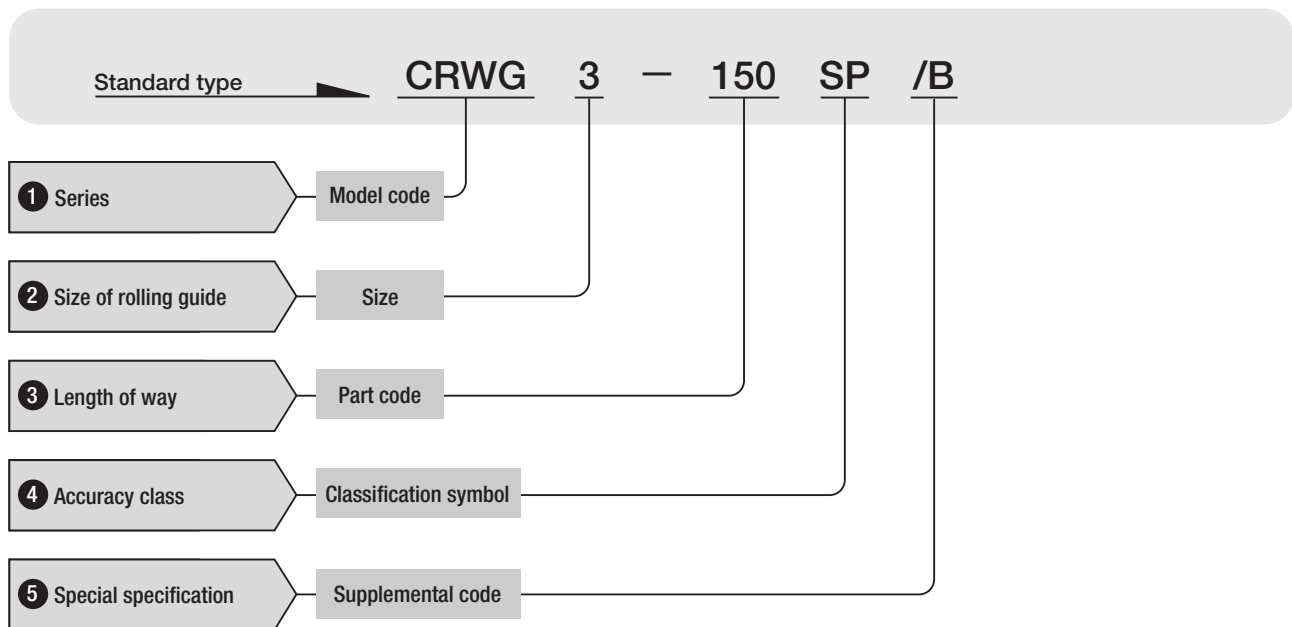 Standard type CRWG 3 — 150 SP /B
1 Series Model code
2 Size of rolling guide Size
3 Length of way Part code
4 Accuracy class Classification symbol
5 Special specification Supplemental code